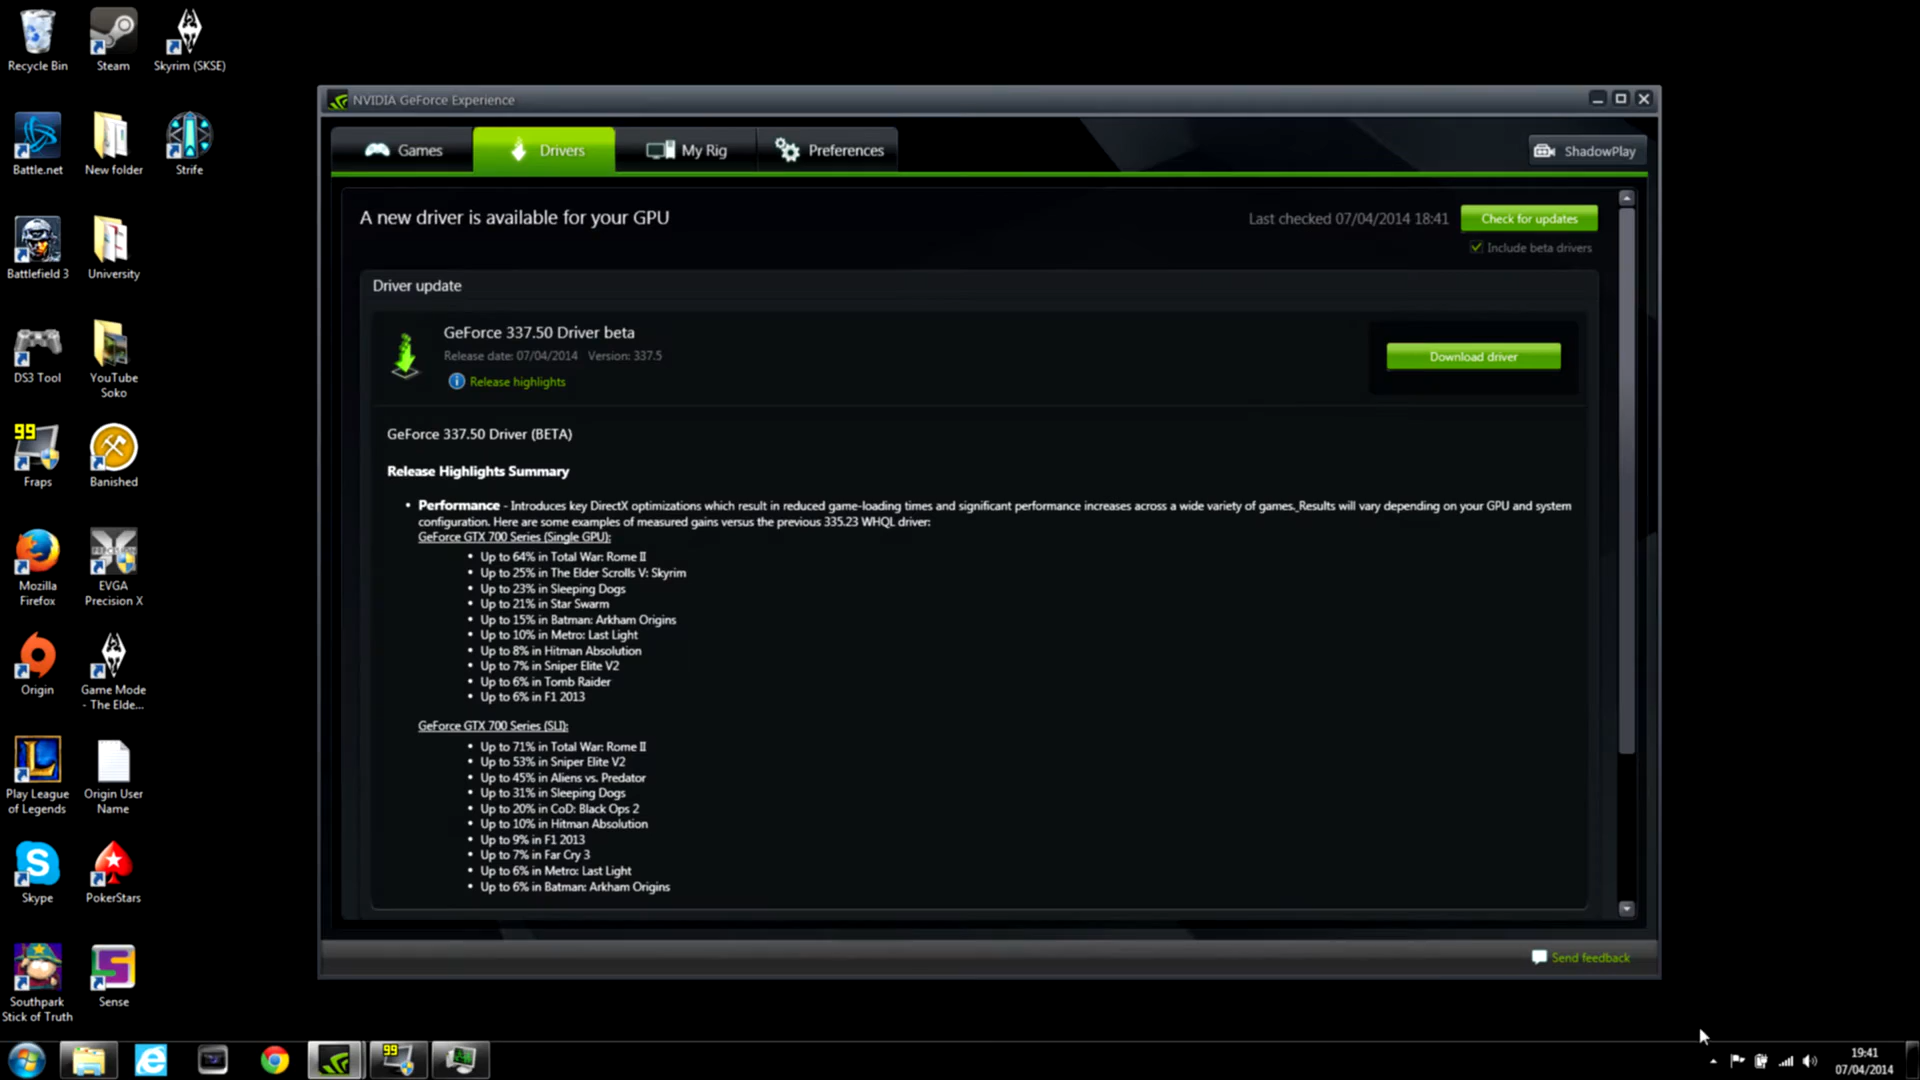 Recycle Bin
Steam
Skyrim (SKSE)
Battle.net
New folder
Strife
Battlefield 3
University
DS3 Tool
YouTube
Soko
99
Fraps
Banished
Mozilla
Firefox
PRECISION
EVGA
Precision X
Origin
Game Mode
- The Elde...
Play League
of Legends
Origin User
Name
Skype
PokerStars
Southpark
Stick of Truth
Sense
NVIDIA GeForce Experience
Games
Drivers
My Rig
Preferences
ShadowPlay
A new driver is available for your GPU
Last checked 07/04/2014 18:41
Check for updates
Include beta drivers
Driver update
GeForce 337.50 Driver beta
Release date: 07/04/2014 Version: 337.5
Release highlights
Download driver
GeForce 337.50 Driver (BETA)
Release Highlights Summary
• Performance - Introduces key DirectX optimizations which result in reduced game-loading times and significant performance increases across a wide variety of games. Results will vary depending on your GPU and system
configuration. Here are some examples of measured gains versus the previous 335.23 WHQL driver:
GeForce GTX 700 Series (Single GPU):
• Up to 64% in Total War: Rome II
• Up to 25% in The Elder Scrolls V: Skyrim
• Up to 23% in Sleeping Dogs
• Up to 21% in Star Swarm
• Up to 15% in Batman: Arkham Origins
• Up to 10% in Metro: Last Light
• Up to 8% in Hitman Absolution
• Up to 7% in Sniper Elite V2
• Up to 6% in Tomb Raider
• Up to 6% in F1 2013
GeForce GTX 700 Series (SLI):
• Up to 71% in Total War: Rome II
• Up to 53% in Sniper Elite V2
• Up to 45% in Aliens vs. Predator
• Up to 31% in Sleeping Dogs
• Up to 20% in CoD: Black Ops 2
• Up to 10% in Hitman Absolution
• Up to 9% in F1 2013
• Up to 7% in Far Cry 3
• Up to 6% in Metro: Last Light
• Up to 6% in Batman: Arkham Origins
Send feedback
99
19:41
07/04/2014